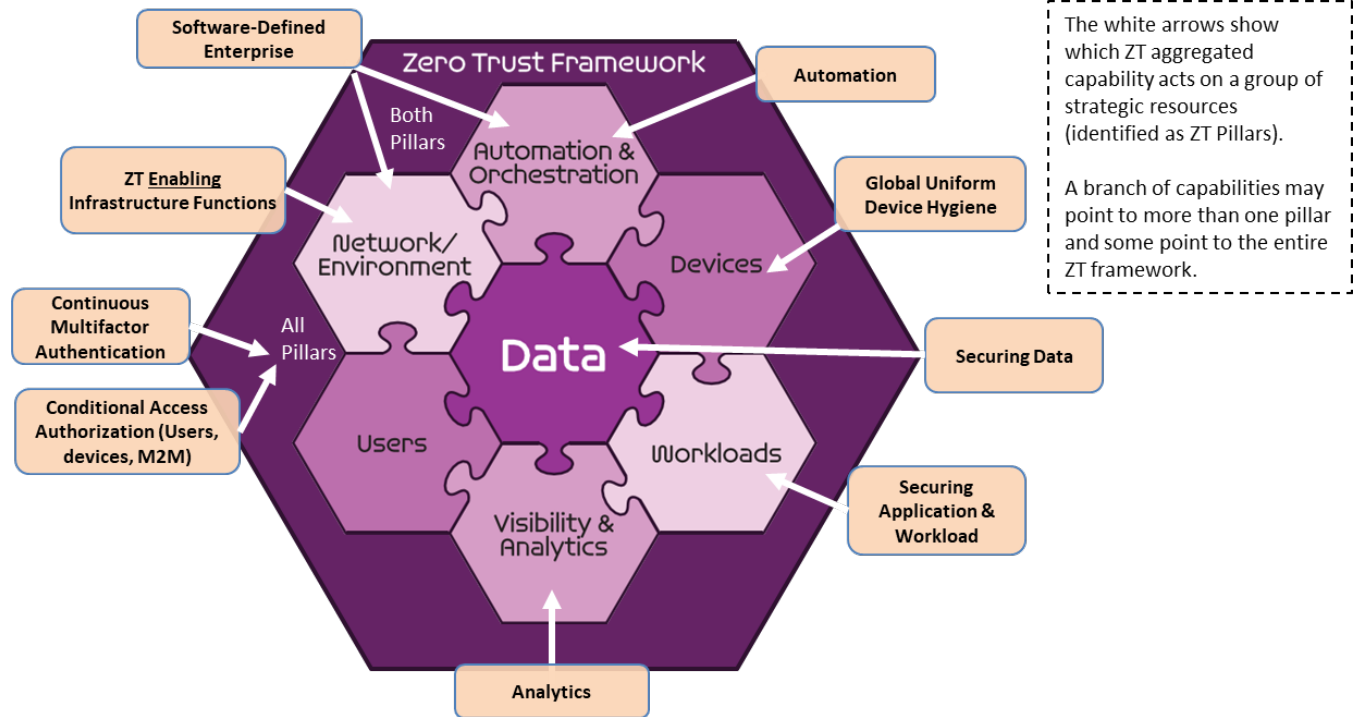 Software-Defined
Enterprise
Zero Trust Framework
Automation
Both
Pillars
Automation &
Orchestration
ZT Enabling
Infrastructure Functions
Global Uniform
Device Hygiene
Network/
Environment
Devices
Continuous
Multifactor
Authentication
All
Pillars
Data
Securing Data
Conditional Access
Authorization (Users,
devices, M2M)
Users
Workloads
Securing
Application &
Workload
Visibility &
Analytics
Analytics
The white arrows show
which ZT aggregated
capability acts on a group of
strategic resources
(identified as ZT Pillars).
A branch of capabilities may
point to more than one pillar
and some point to the entire
ZT framework.